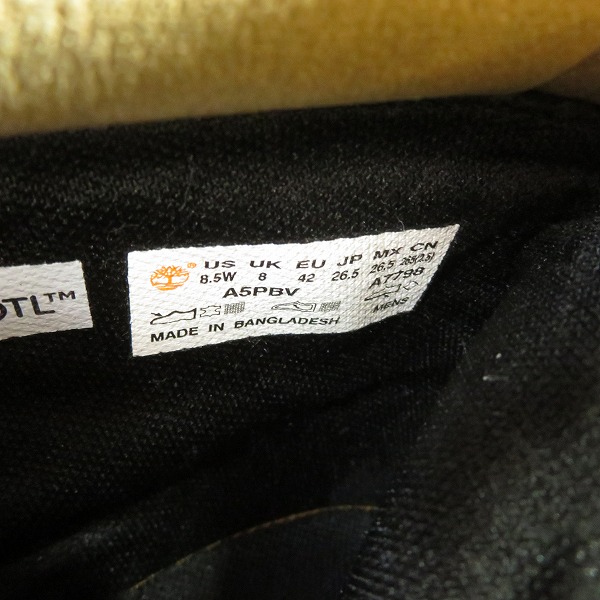 OTL™
® US UK EU JP MX CN
8.5W 8 42 26.5 26.5 265(2.5)
A5PBV A7798
MENS
MADE IN BANGLADESH